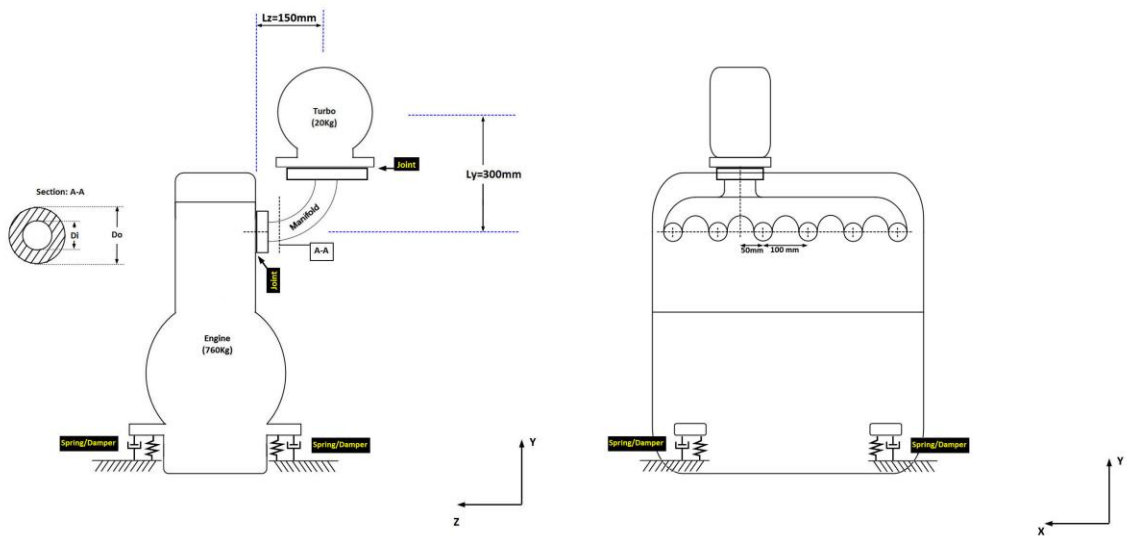 Lz=150mm
Turbo
(20Kg)
Joint
Ly=300mm
Section: A-A
Di
Do
Manifold
A-A
Joint
Engine
(760Kg)
Spring/Damper
Spring/Damper
Y
Z
50mm
100 mm
Spring/Damper
Spring/Damper
Y
X